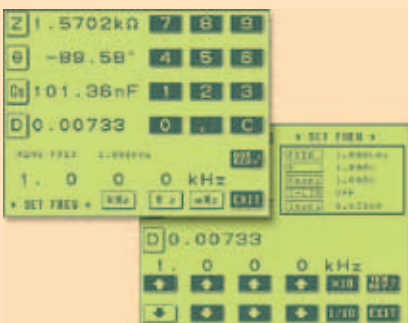 Z 1.5702kΩ 7 8 9
θ -89.58° 4 5 6
Cs 101.36nF 1 2 3
D 0.00733 0 . C
1. 0 0 0 kHz
* SET FREQ * kHz Hz mHz EXIT
* SET FREQ *
OFF
D 0.00733
1. 0 0 0 kHz
×10
1/10 EXIT